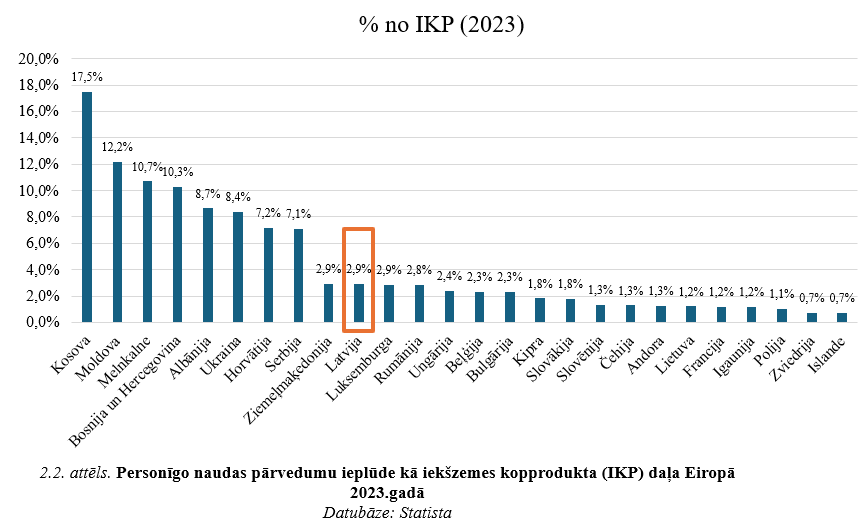 % no IKP (2023)
20,0%
18,0%
16,0%
14,0%
12,0%
10,0%
8,0%
6,0%
4,0%
2,0%
0,0%
17,5%
12,2%
10,7%
10,3%
8,7%
8,4%
7,2%
7,1%
2,9%
2,9%
2,9%
2,8%
2,4%
2,3%
2,3%
1,8%
1,8%
1,3%
1,3%
1,3%
1,2%
1,2%
1,2%
1,1%
0,7%
0,7%
Kosova
Moldova
Melnkalne
Bosnija un Hercegovina
Albānija
Ukraina
Horvātija
Serbija
Ziemeļmaķedonija
Latvija
Luksemburga
Rumānija
Ungārija
Beļģija
Bulgārija
Kipra
Slovākija
Slovēnija
Čehija
Andora
Lietuva
Francija
Igaunija
Polija
Zviedrija
Islande
2.2. attēls. Personīgo naudas pārvedumu ieplūde kā iekšzemes kopprodukta (IKP) daļa Eiropā
2023.gadā
Datubāze: Statista